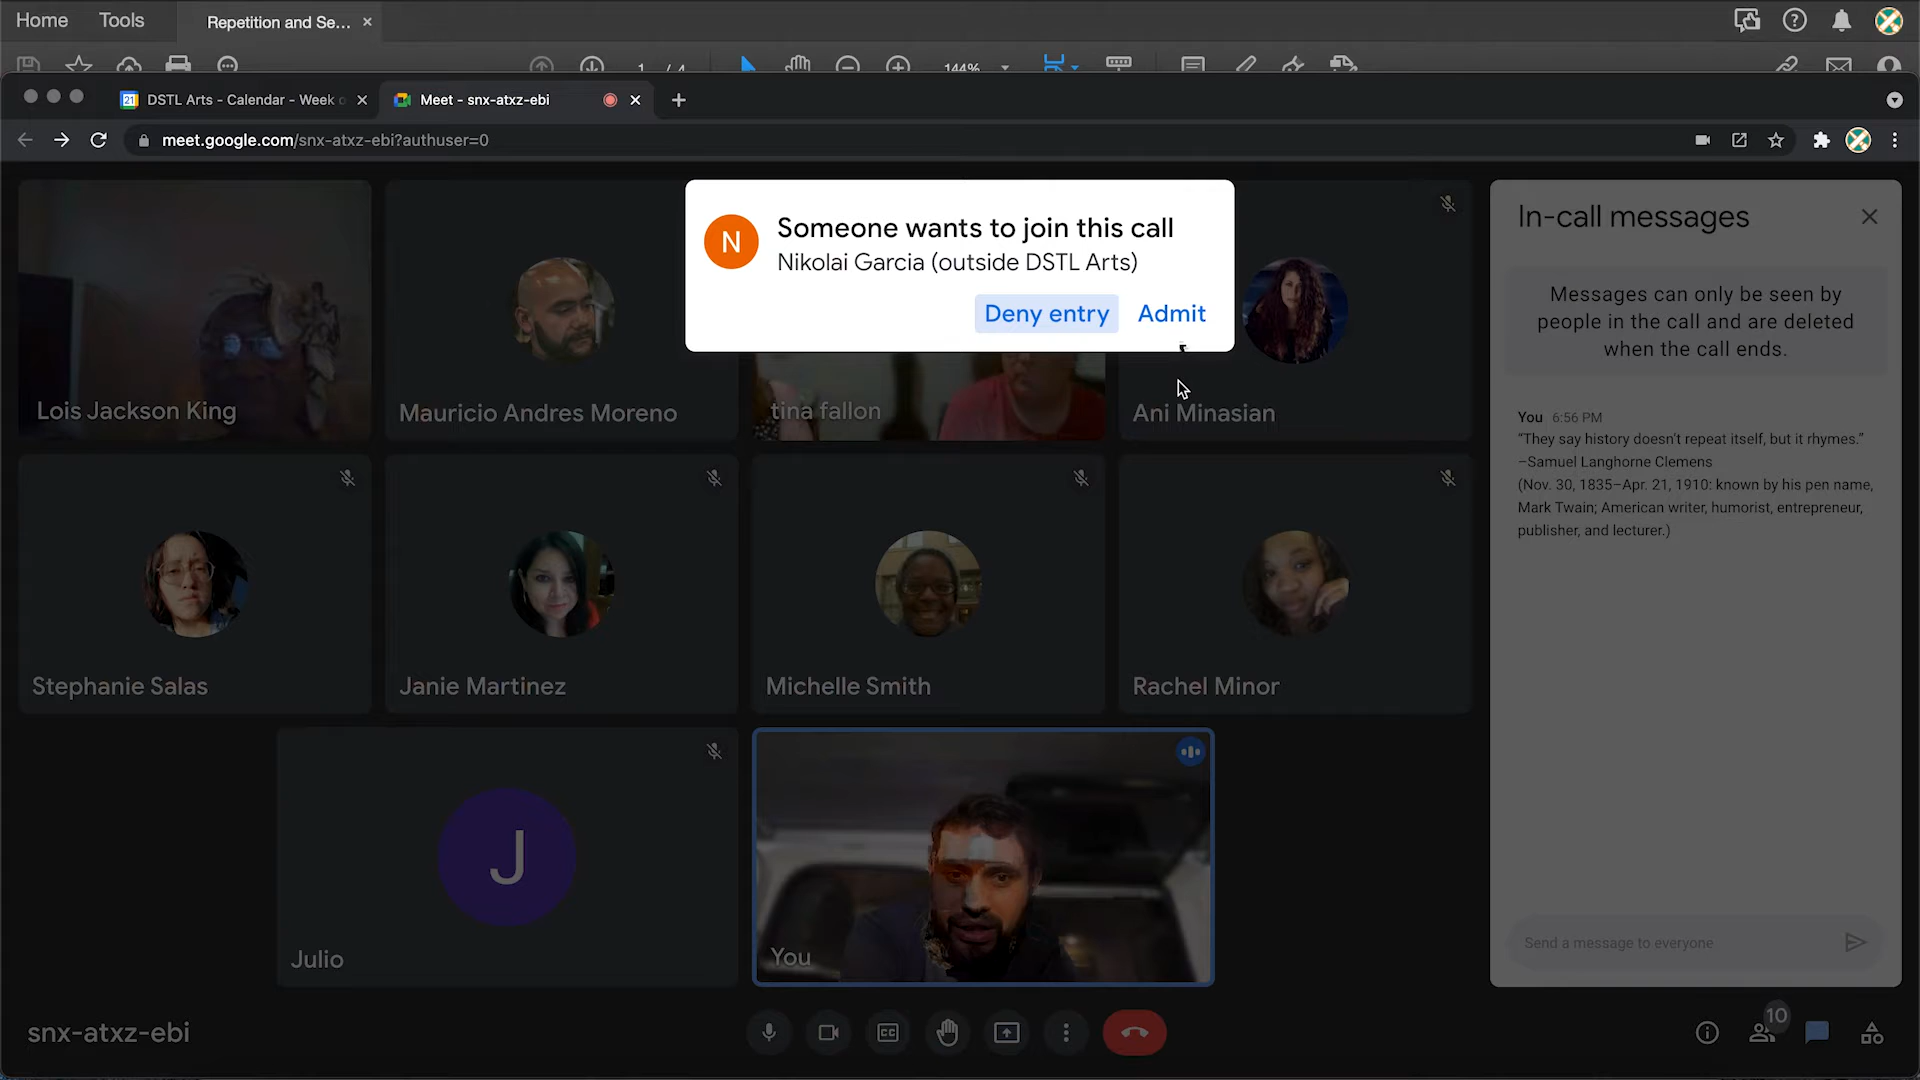 Home
Tools
Repetition and Se...
1 / 4
144%
DSTL Arts - Calendar - Week o
Meet - snx-atxz-ebi
meet.google.com/snx-atxz-ebi?authuser=0
N
Someone wants to join this call
Nikolai Garcia (outside DSTL Arts)
Deny entry
Admit
Lois Jackson King
Mauricio Andres Moreno
tina fallon
Ani Minasian
Stephanie Salas
Janie Martinez
Michelle Smith
Rachel Minor
J
Julio
You
In-call messages
Messages can only be seen by
people in the call and are deleted
when the call ends.
You 6:56 PM
“They say history doesn’t repeat itself, but it rhymes.”
–Samuel Langhorne Clemens
(Nov. 30, 1835–Apr. 21, 1910: known by his pen name,
Mark Twain; American writer, humorist, entrepreneur,
publisher, and lecturer.)
Send a message to everyone
snx-atxz-ebi
CC
10